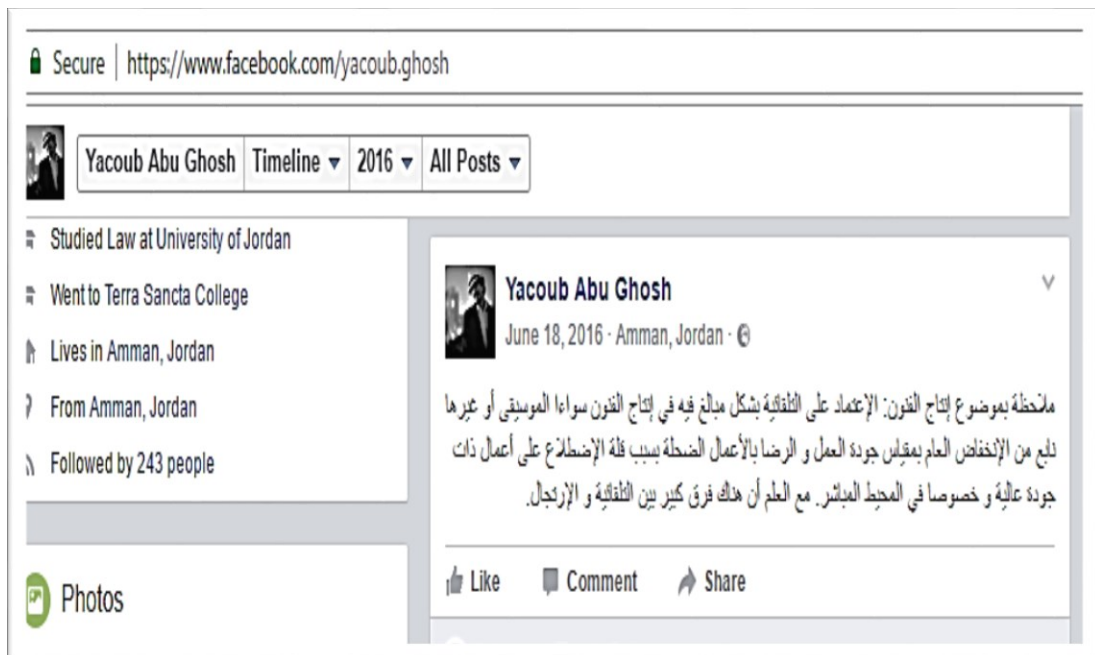 Secure | https://www.facebook.com/yacoub.ghosh
Yacoub Abu Ghosh Timeline 2016 All Posts
Studied Law at University of Jordan
Went to Terra Sancta College
Lives in Amman, Jordan
From Amman, Jordan
Followed by 243 people
Photos
Yacoub Abu Ghosh
June 18, 2016 · Amman, Jordan ·
ملاحظة بموضوع إنتاج الفنون: الإعتماد على التلقائية بشكل مبالغ فيه في إنتاج الفنون سواءا الموسيقى أو غيرها
نابع من الإنخفاض العام بمقياس جودة العمل و الرضا بالأعمال الضحلة بسبب قلة الإضطلاع على أعمال ذات
جودة عالية و خصوصا في المحيط المباشر. مع العلم أن هناك فرق كبير بين التلقائية و الإرتجال.
Like Comment Share